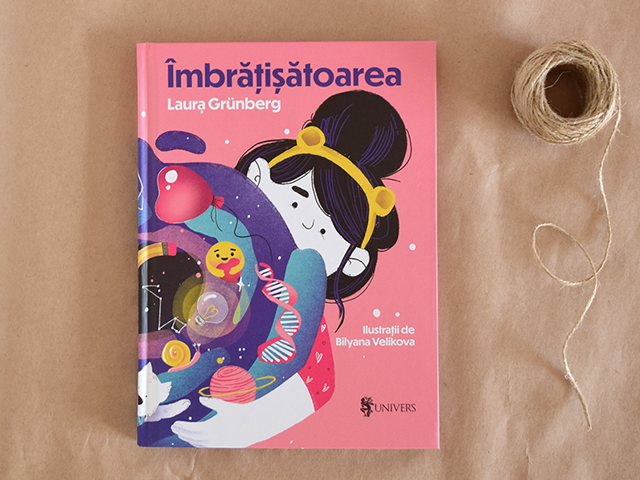 Îmbrățișătoarea
Laura Grünberg
Ilustrații de
Bilyana Velikova
UNIVERS